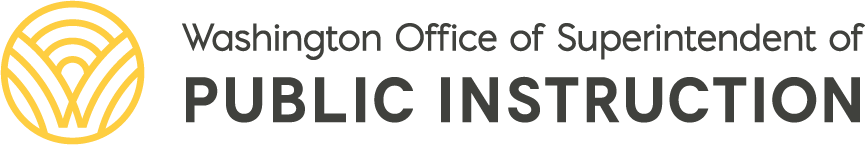 Washington Office of Superintendent of
PUBLIC INSTRUCTION